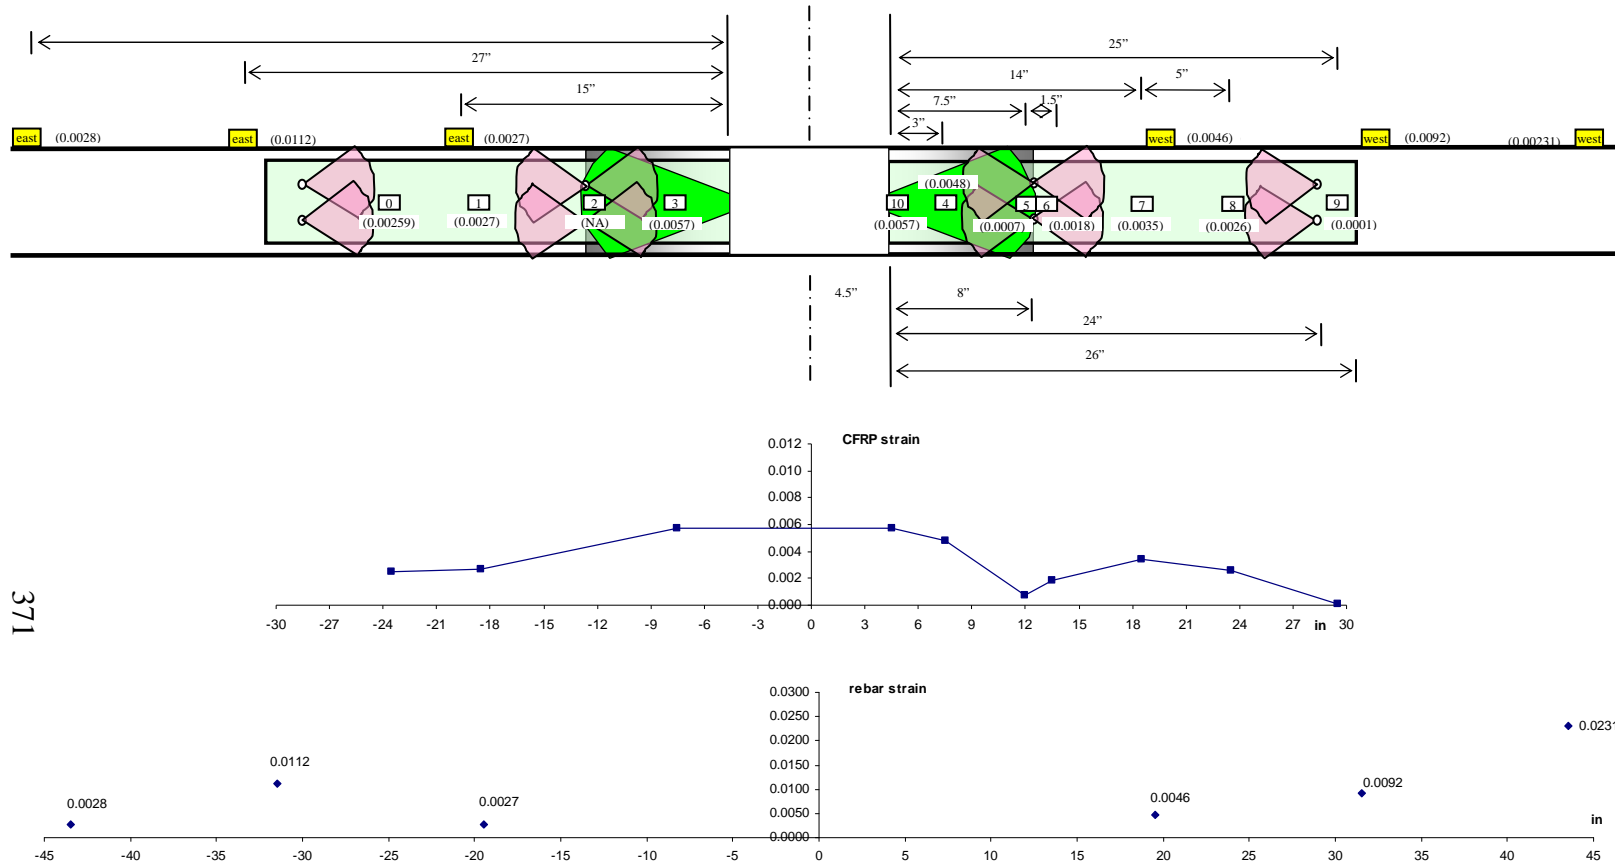 27” 25”
14” 5”
15” 7.5” 1.5”
3”
east (0.0028) east (0.0112) east (0.0027) west (0.0046) west (0.0092) (0.00231) west
(0.0048)
0 1 2 3 10 4 5 6 7 8 9
(0.00259) (0.0027) (NA) (0.0057) (0.0057) (0.0007) (0.0018) (0.0035) (0.0026) (0.0001)
4.5” 8”
24”
26”
CFRP strain
0.012
0.010
0.008
0.006
0.004
0.002
0.000
-30 -27 -24 -21 -18 -15 -12 -9 -6 -3 0 3 6 9 12 15 18 21 24 27 in 30
371
rebar strain
0.0300
0.0250
0.0200
0.0150
0.0100
0.0050
0.0000
0.0028 0.0112 0.0027 0.0046 0.0092 0.0231
in
-45 -40 -35 -30 -25 -20 -15 -10 -5 0 5 10 15 20 25 30 35 40 45